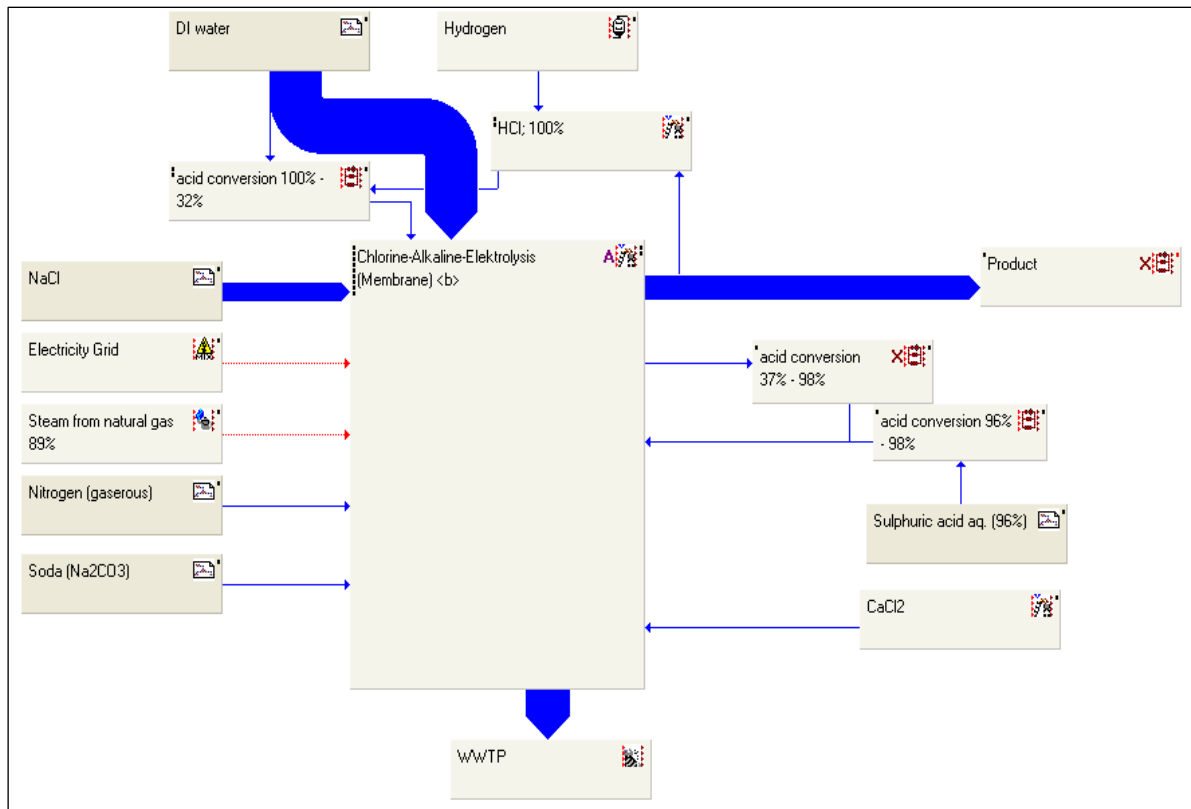 DI water
Hydrogen
HCl; 100%
acid conversion 100% -
32%
Chlorine-Alkaline-Elektrolysis
(Membrane) <b>
A
NaCl
Product
X
Electricity Grid
MIX
acid conversion
37% - 98%
X
Steam from natural gas
89%
acid conversion 96%
- 98%
Nitrogen (gaserous)
Sulphuric acid aq. (96%)
Soda (Na2CO3)
CaCl2
WWTP